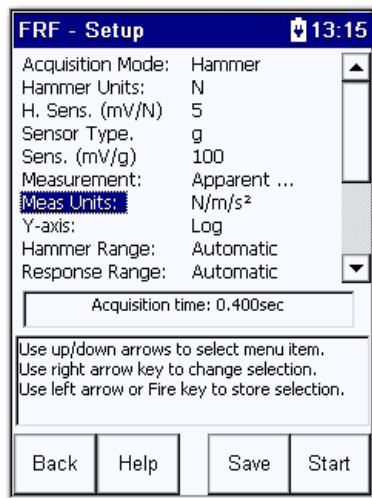 FRF - Setup 13:15
Acquisition Mode: Hammer
Hammer Units: N
H. Sens. (mV/N) 5
Sensor Type. g
Sens. (mV/g) 100
Measurement: Apparent ...
Meas Units: N/m/s²
Y-axis: Log
Hammer Range: Automatic
Response Range: Automatic
Acquisition time: 0.400sec
Use up/down arrows to select menu item.
Use right arrow key to change selection.
Use left arrow or Fire key to store selection.
Back Help Save Start